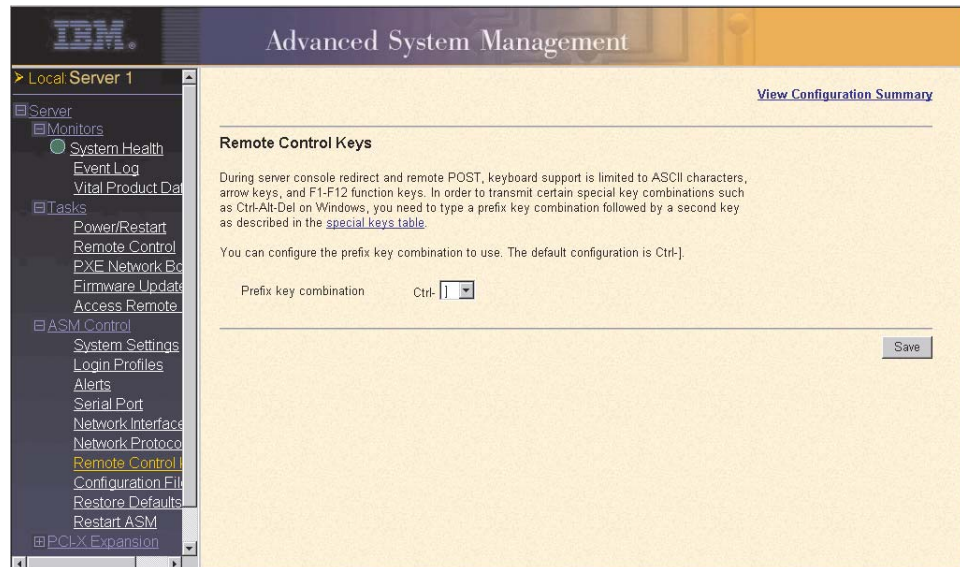 IBM.
Advanced System Management
Local: Server 1
Server
Monitors
System Health
Event Log
Vital Product Dat
Tasks
Power/Restart
Remote Control
PXE Network Bo
Firmware Update
Access Remote
ASM Control
System Settings
Login Profiles
Alerts
Serial Port
Network Interface
Network Protoco
Remote Control K
Configuration File
Restore Defaults
Restart ASM
PCI-X Expansion
View Configuration Summary
Remote Control Keys
During server console redirect and remote POST, keyboard support is limited to ASCII characters,
arrow keys, and F1-F12 function keys. In order to transmit certain special key combinations such
as Ctrl-Alt-Del on Windows, you need to type a prefix key combination followed by a second key
as described in the special keys table.
You can configure the prefix key combination to use. The default configuration is Ctrl-].
Prefix key combination Ctrl- ]
Save